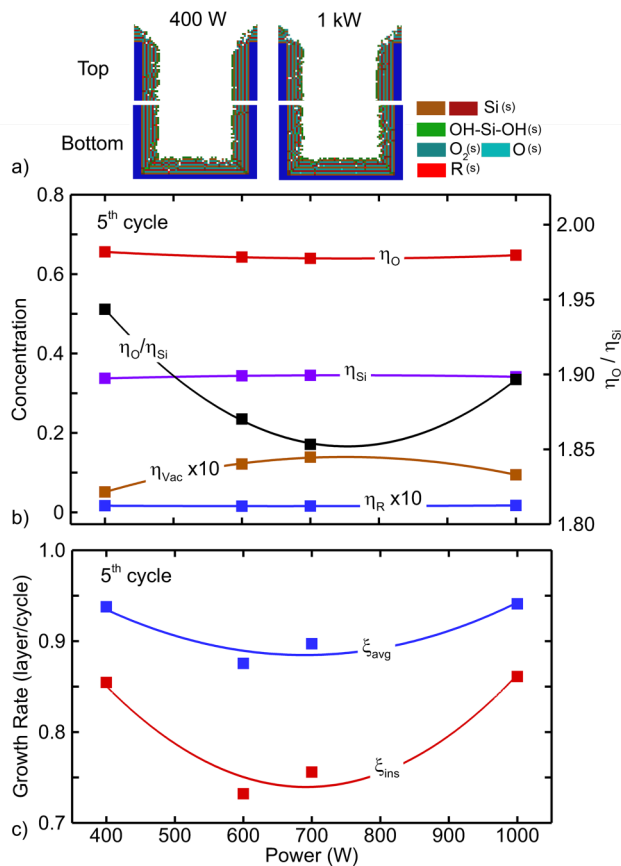 400 W 1 kW
Top
Bottom
Si(s)
OH-Si-OH(s)
O2(s) O(s)
R(s)
a)
5th cycle
0.8
0.6
0.4
0.2
0
Concentration
2.00
1.95
1.90
1.85
1.80
ηO / ηSi
ηO
ηO/ηSi
ηSi
ηVac x10
ηR x10
b)
5th cycle
1.0
0.9
0.8
0.7
Growth Rate (layer/cycle)
ξavg
ξins
c)
400 500 600 700 800 900 1000
Power (W)